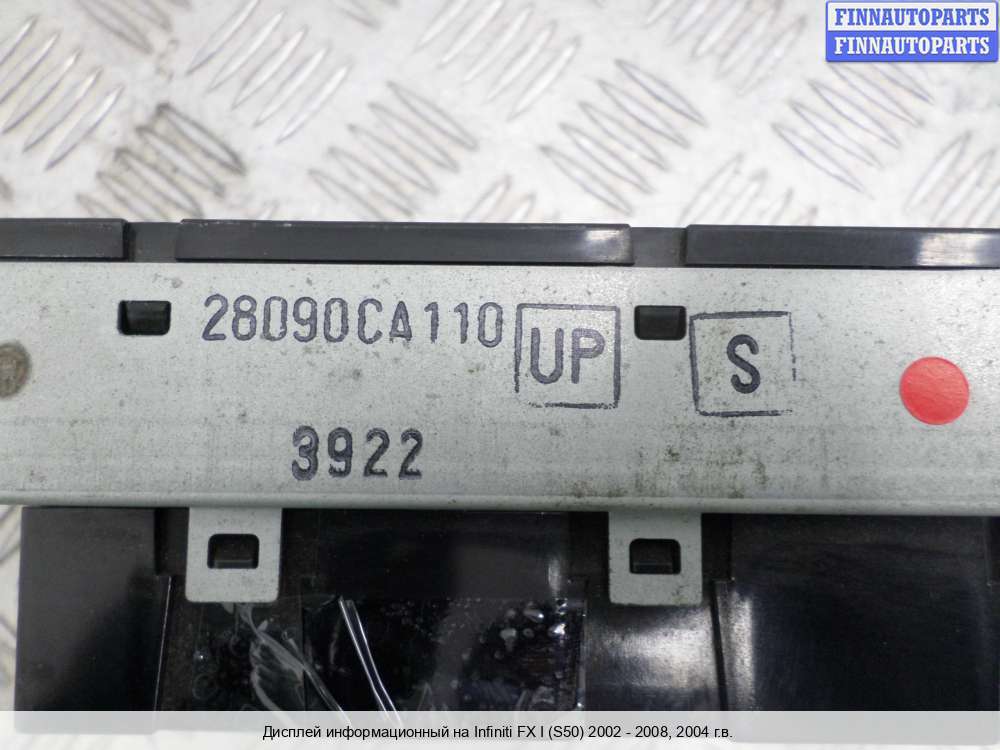 FINNAUTOPARTS
FINNAUTOPARTS
28090CA110
UP
S
3922
Дисплей информационный на Infiniti FX I (S50) 2002 - 2008, 2004 г.в.